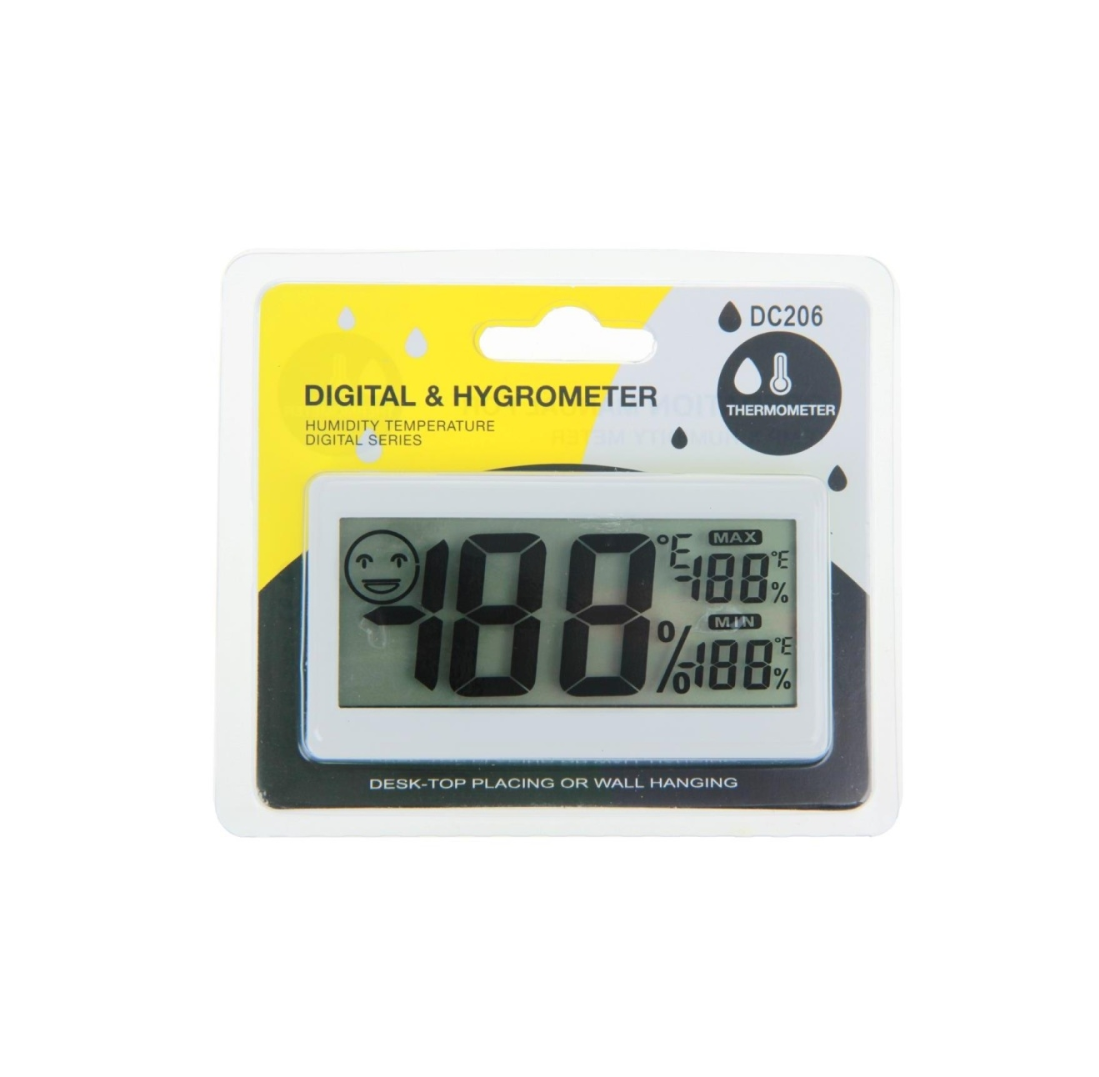 DC206
THERMOMETER
DIGITAL & HYGROMETER
HUMIDITY TEMPERATURE
DIGITAL SERIES
MAX
-188 °E %
-188 °E %
MIN
-188 °E %
DESK-TOP PLACING OR WALL HANGING